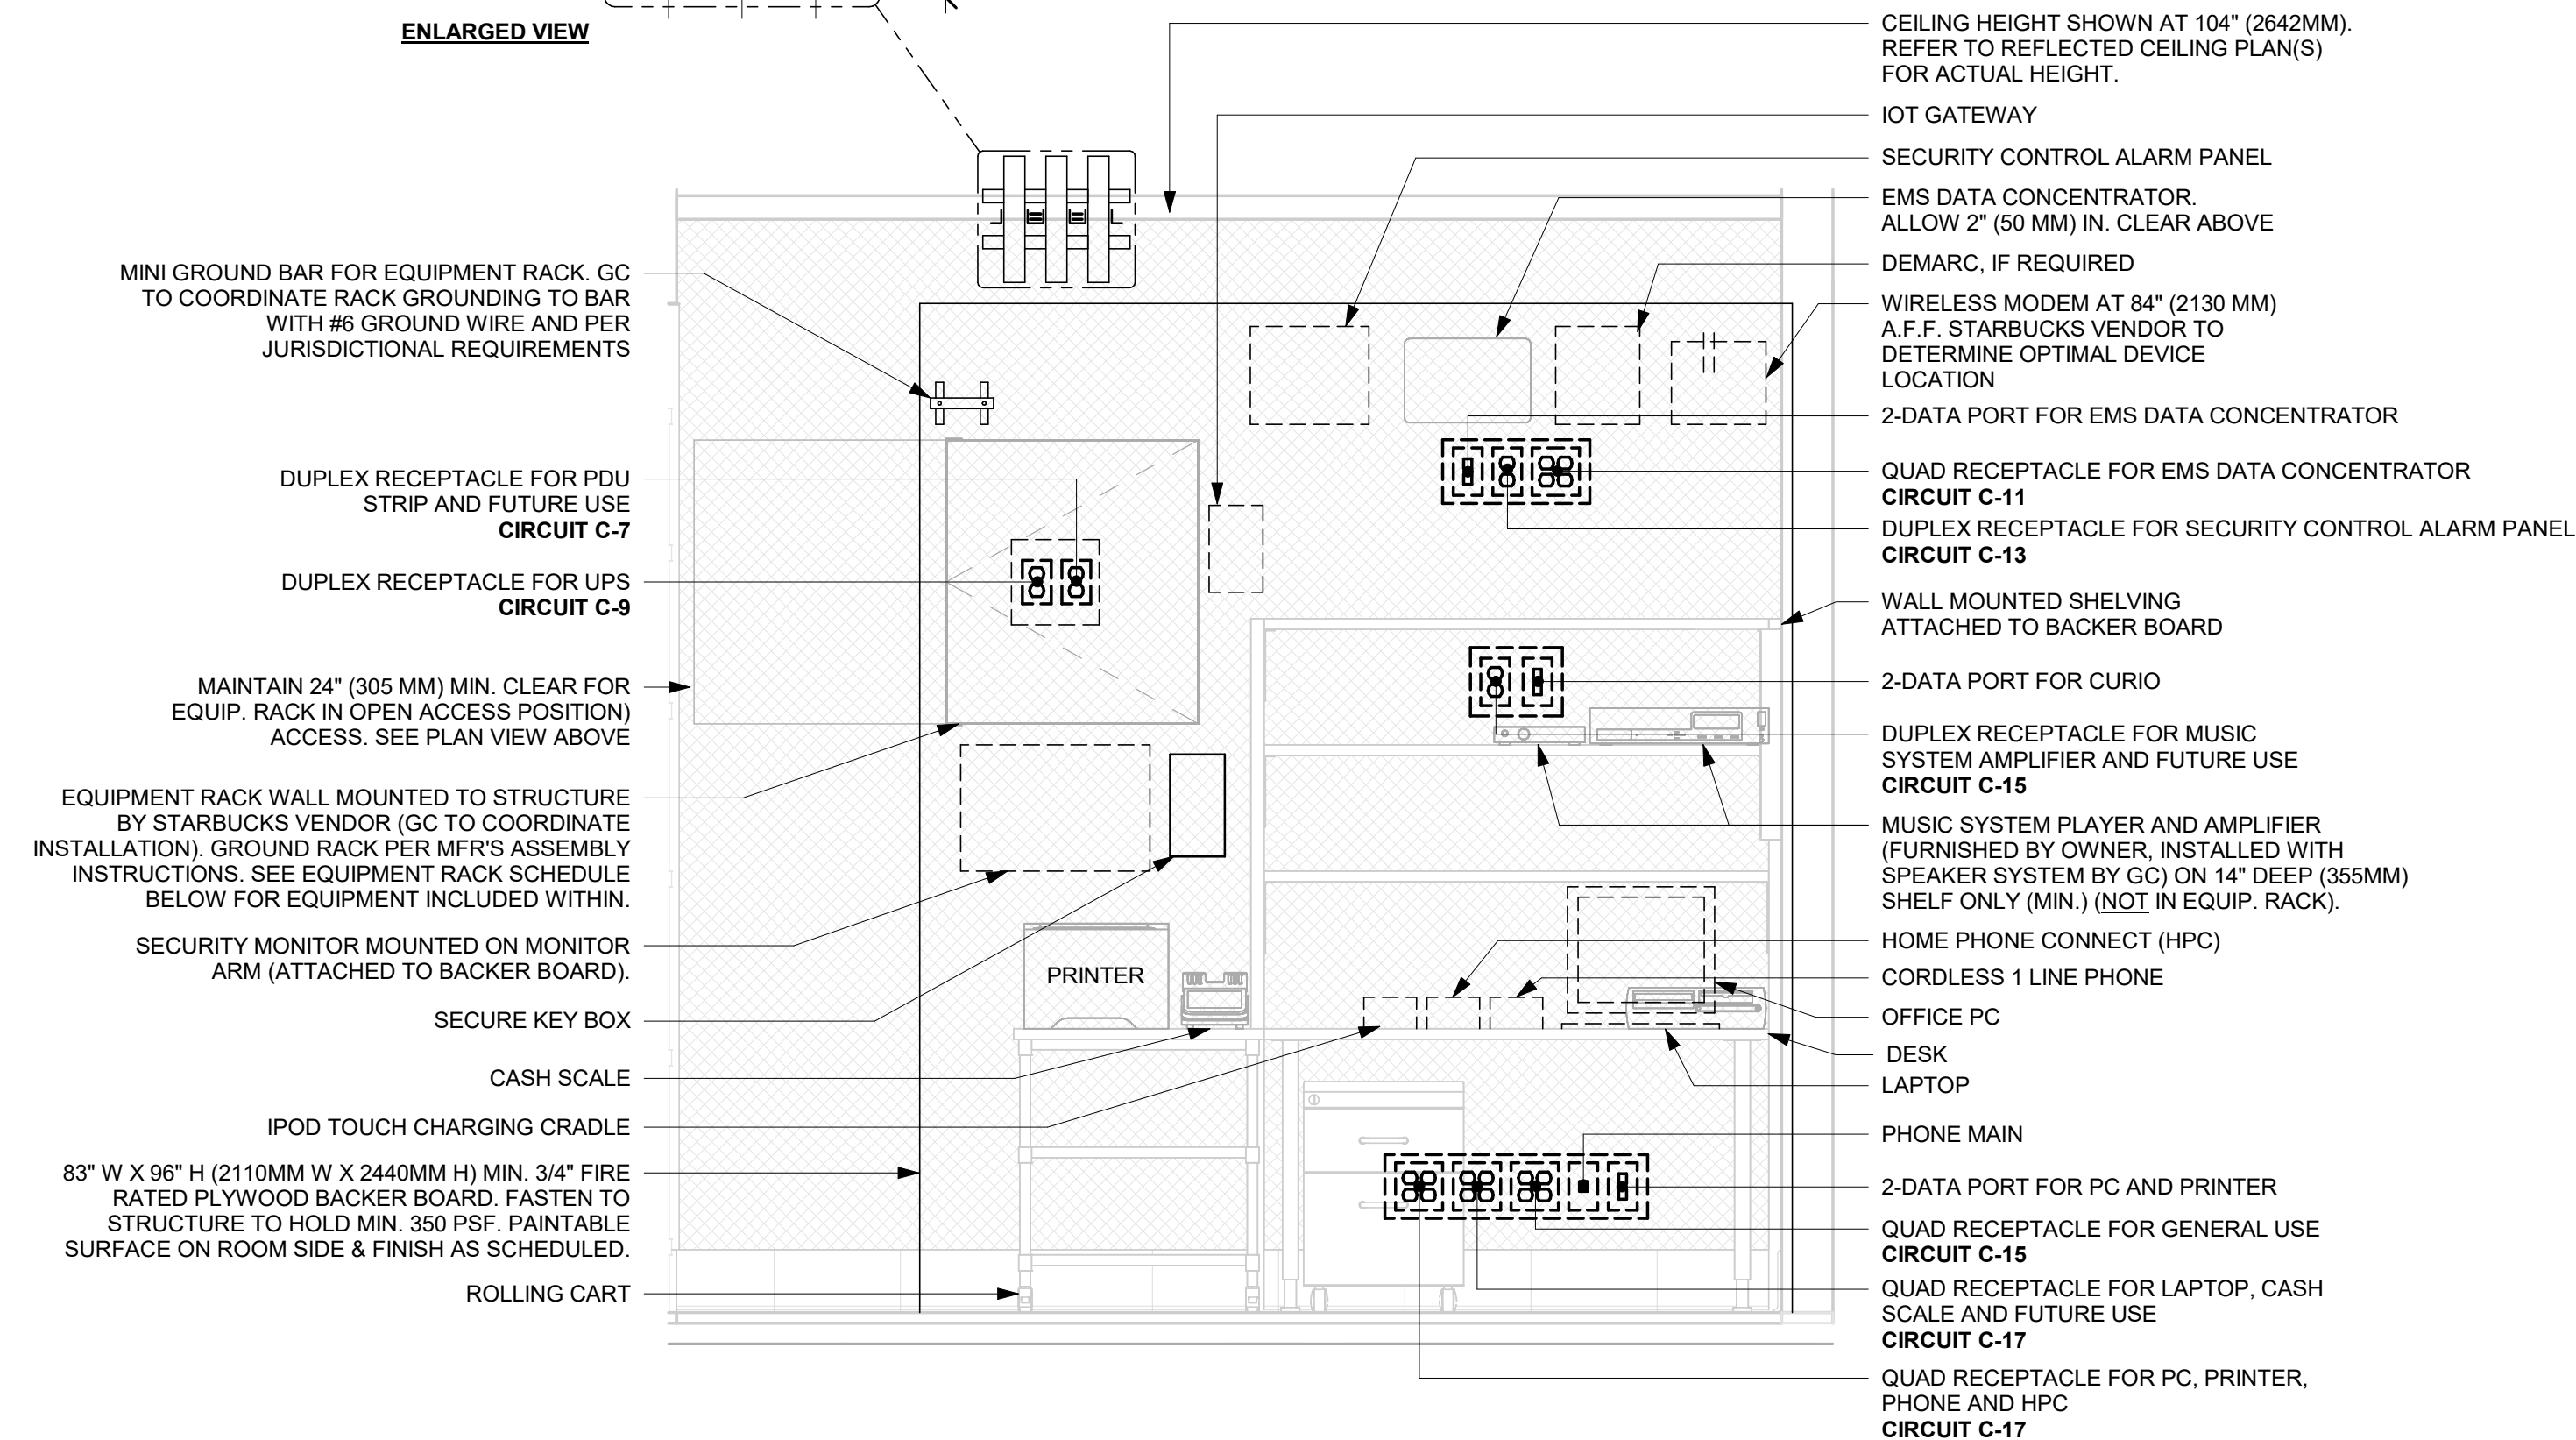 ENLARGED VIEW
MINI GROUND BAR FOR EQUIPMENT RACK. GC
TO COORDINATE RACK GROUNDING TO BAR
WITH #6 GROUND WIRE AND PER
JURISDICTIONAL REQUIREMENTS
DUPLEX RECEPTACLE FOR PDU
STRIP AND FUTURE USE
CIRCUIT C-7
DUPLEX RECEPTACLE FOR UPS
CIRCUIT C-9
MAINTAIN 24" (305 MM) MIN. CLEAR FOR
EQUIP. RACK IN OPEN ACCESS POSITION)
ACCESS. SEE PLAN VIEW ABOVE
EQUIPMENT RACK WALL MOUNTED TO STRUCTURE
BY STARBUCKS VENDOR (GC TO COORDINATE
INSTALLATION). GROUND RACK PER MFR'S ASSEMBLY
INSTRUCTIONS. SEE EQUIPMENT RACK SCHEDULE
BELOW FOR EQUIPMENT INCLUDED WITHIN.
SECURITY MONITOR MOUNTED ON MONITOR
ARM (ATTACHED TO BACKER BOARD).
SECURE KEY BOX
CASH SCALE
IPOD TOUCH CHARGING CRADLE
83" W X 96" H (2110MM W X 2440MM H) MIN. 3/4" FIRE
RATED PLYWOOD BACKER BOARD. FASTEN TO
STRUCTURE TO HOLD MIN. 350 PSF. PAINTABLE
SURFACE ON ROOM SIDE & FINISH AS SCHEDULED.
ROLLING CART
PRINTER
CEILING HEIGHT SHOWN AT 104" (2642MM).
REFER TO REFLECTED CEILING PLAN(S)
FOR ACTUAL HEIGHT.
IOT GATEWAY
SECURITY CONTROL ALARM PANEL
EMS DATA CONCENTRATOR.
ALLOW 2" (50 MM) IN. CLEAR ABOVE
DEMARC, IF REQUIRED
WIRELESS MODEM AT 84" (2130 MM)
A.F.F. STARBUCKS VENDOR TO
DETERMINE OPTIMAL DEVICE
LOCATION
2-DATA PORT FOR EMS DATA CONCENTRATOR
QUAD RECEPTACLE FOR EMS DATA CONCENTRATOR
CIRCUIT C-11
DUPLEX RECEPTACLE FOR SECURITY CONTROL ALARM PANEL
CIRCUIT C-13
WALL MOUNTED SHELVING
ATTACHED TO BACKER BOARD
2-DATA PORT FOR CURIO
DUPLEX RECEPTACLE FOR MUSIC
SYSTEM AMPLIFIER AND FUTURE USE
CIRCUIT C-15
MUSIC SYSTEM PLAYER AND AMPLIFIER
(FURNISHED BY OWNER, INSTALLED WITH
SPEAKER SYSTEM BY GC) ON 14" DEEP (355MM)
SHELF ONLY (MIN.) (NOT IN EQUIP. RACK).
HOME PHONE CONNECT (HPC)
CORDLESS 1 LINE PHONE
OFFICE PC
DESK
LAPTOP
PHONE MAIN
2-DATA PORT FOR PC AND PRINTER
QUAD RECEPTACLE FOR GENERAL USE
CIRCUIT C-15
QUAD RECEPTACLE FOR LAPTOP, CASH
SCALE AND FUTURE USE
CIRCUIT C-17
QUAD RECEPTACLE FOR PC, PRINTER,
PHONE AND HPC
CIRCUIT C-17